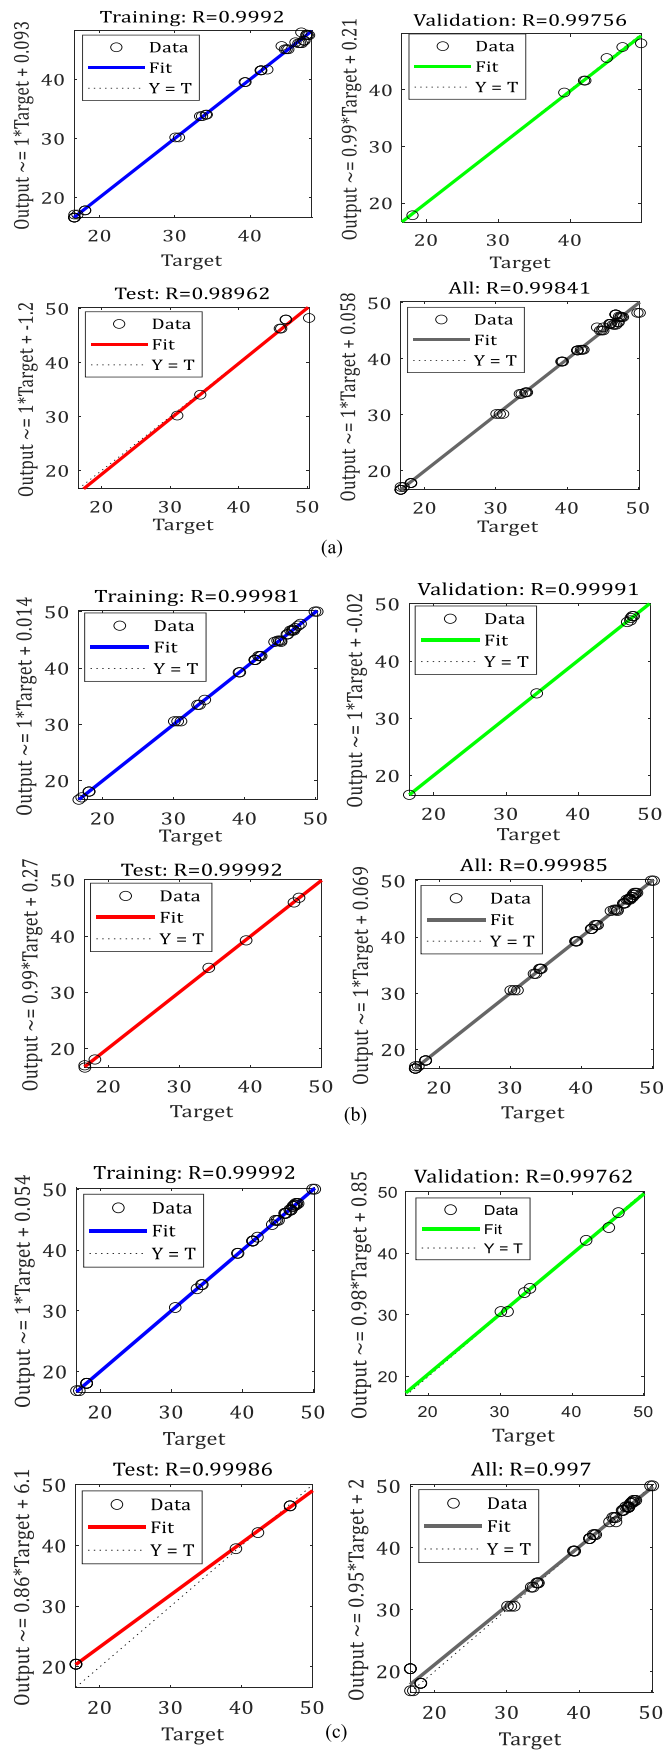 Training: R=0.9992
Output ~= 1*Target + 0.093
Data
Fit
Y = T
40
30
20
20
40
Target
Validation: R=0.99756
Output ~= 0.99*Target + 0.21
Data
Fit
Y = T
40
30
20
20
40
Target
Test: R=0.98962
Output ~= 1*Target + -1.2
Data
Fit
Y = T
50
40
30
20
20
30
40
50
Target
All: R=0.99841
Output ~= 1*Target + 0.058
Data
Fit
Y = T
50
40
30
20
20
30
40
50
Target
(a)
Training: R=0.99981
Output ~= 1*Target + 0.014
Data
Fit
Y = T
50
40
30
20
20
30
40
50
Target
Validation: R=0.99991
Output ~= 1*Target + -0.02
Data
Fit
Y = T
50
40
30
20
20
30
40
50
Target
Test: R=0.99992
Output ~= 0.99*Target + 0.27
Data
Fit
Y = T
50
40
30
20
20
30
40
50
Target
All: R=0.99985
Output ~= 1*Target + 0.069
Data
Fit
Y = T
50
40
30
20
20
30
40
50
Target
(b)
Training: R=0.99992
Output ~= 1*Target + 0.054
Data
Fit
Y = T
50
40
30
20
20
30
40
50
Target
Validation: R=0.99762
Output ~= 0.98*Target + 0.85
Data
Fit
Y = T
50
40
30
20
20
30
40
50
Target
Test: R=0.99986
Output ~= 0.86*Target + 6.1
Data
Fit
Y = T
50
40
30
20
20
30
40
50
Target
All: R=0.997
Output ~= 0.95*Target + 2
Data
Fit
Y = T
50
40
30
20
20
30
40
50
Target
(c)